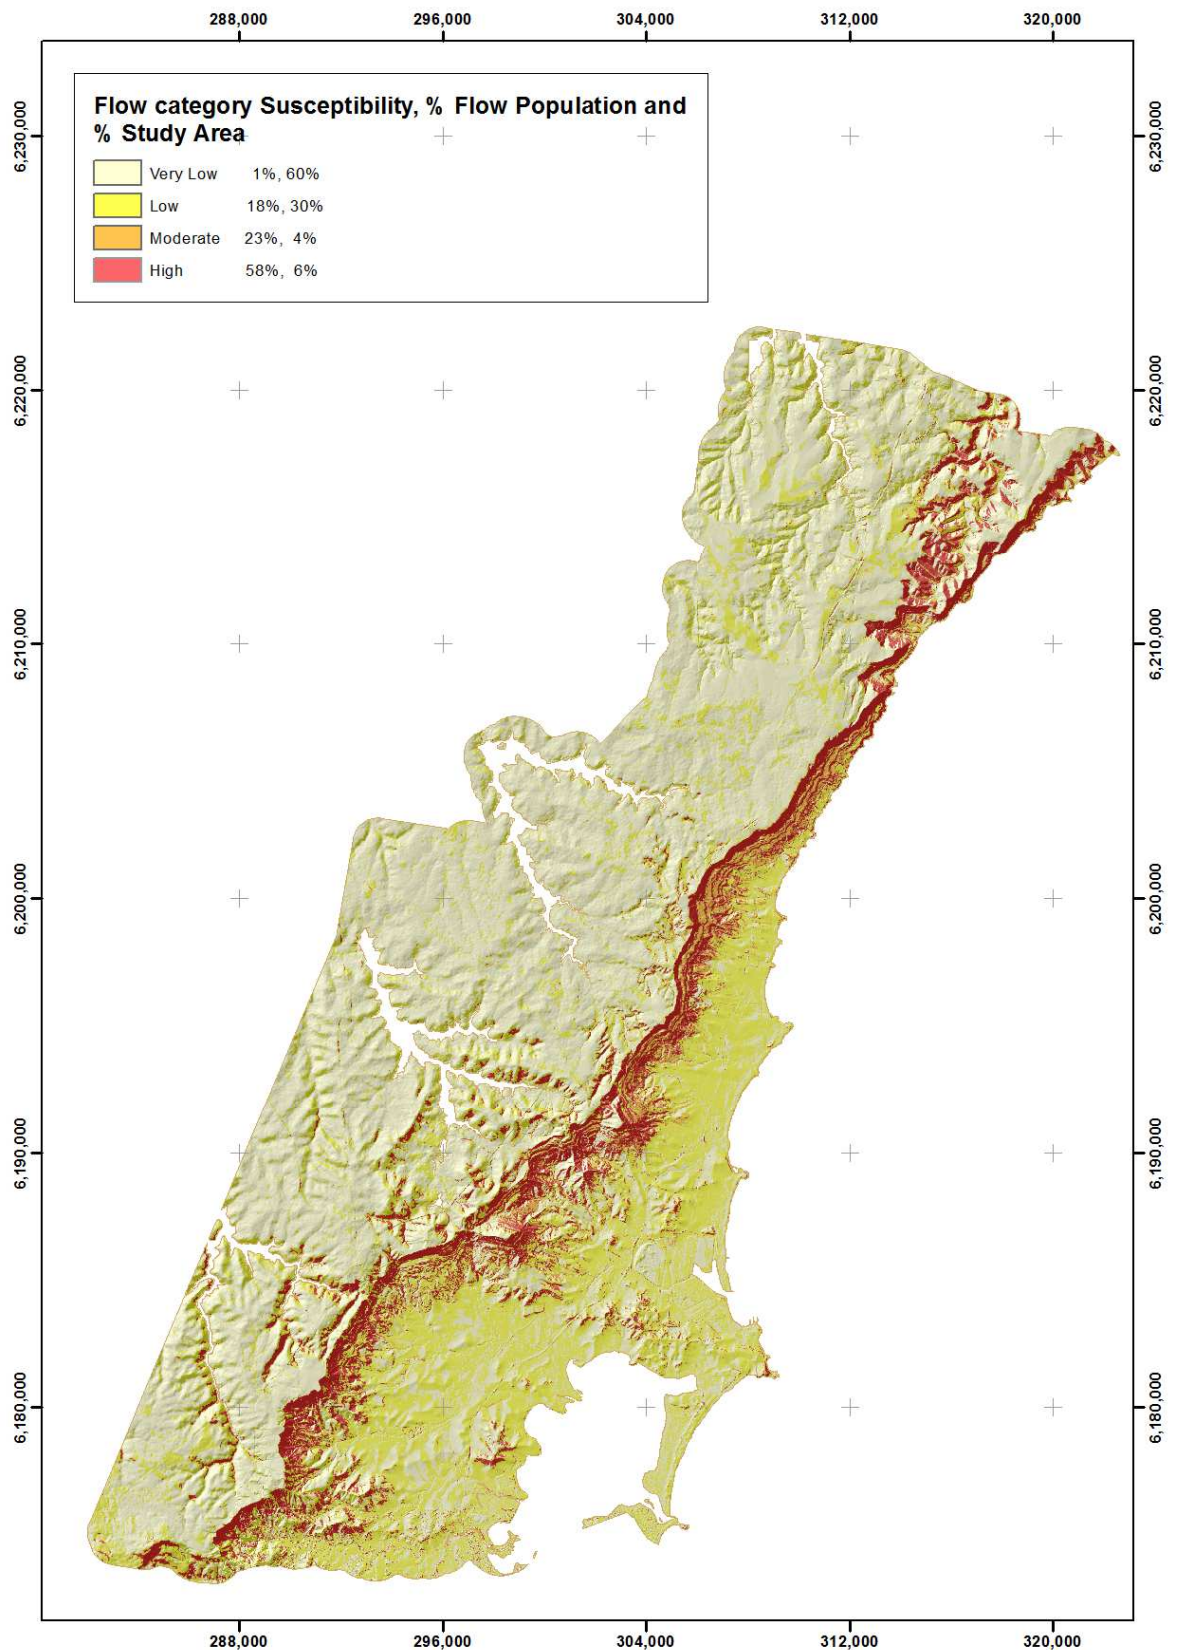 288,000 296,000 304,000 312,000 320,000
Flow category Susceptibility, % Flow Population and
% Study Area
Very Low 1%, 60%
Low 18%, 30%
Moderate 23%, 4%
High 58%, 6%
6,230,000 6,230,000
6,220,000 6,220,000
6,210,000 6,210,000
6,200,000 6,200,000
6,190,000 6,190,000
6,180,000 6,180,000
288,000 296,000 304,000 312,000 320,000